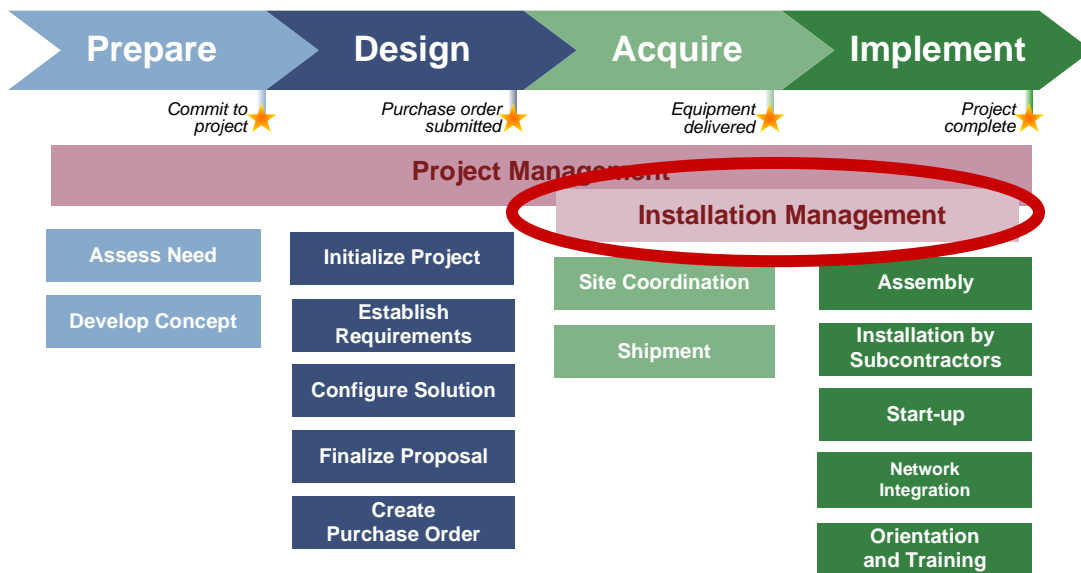 Prepare
Design
Acquire
Implement
Commit to
project
Purchase order
submitted
Equipment
delivered
Project
complete
Project Management
Installation Management
Assess Need
Develop Concept
Initialize Project
Establish
Requirements
Configure Solution
Finalize Proposal
Create
Purchase Order
Site Coordination
Shipment
Assembly
Installation by
Subcontractors
Start-up
Network
Integration
Orientation
and Training